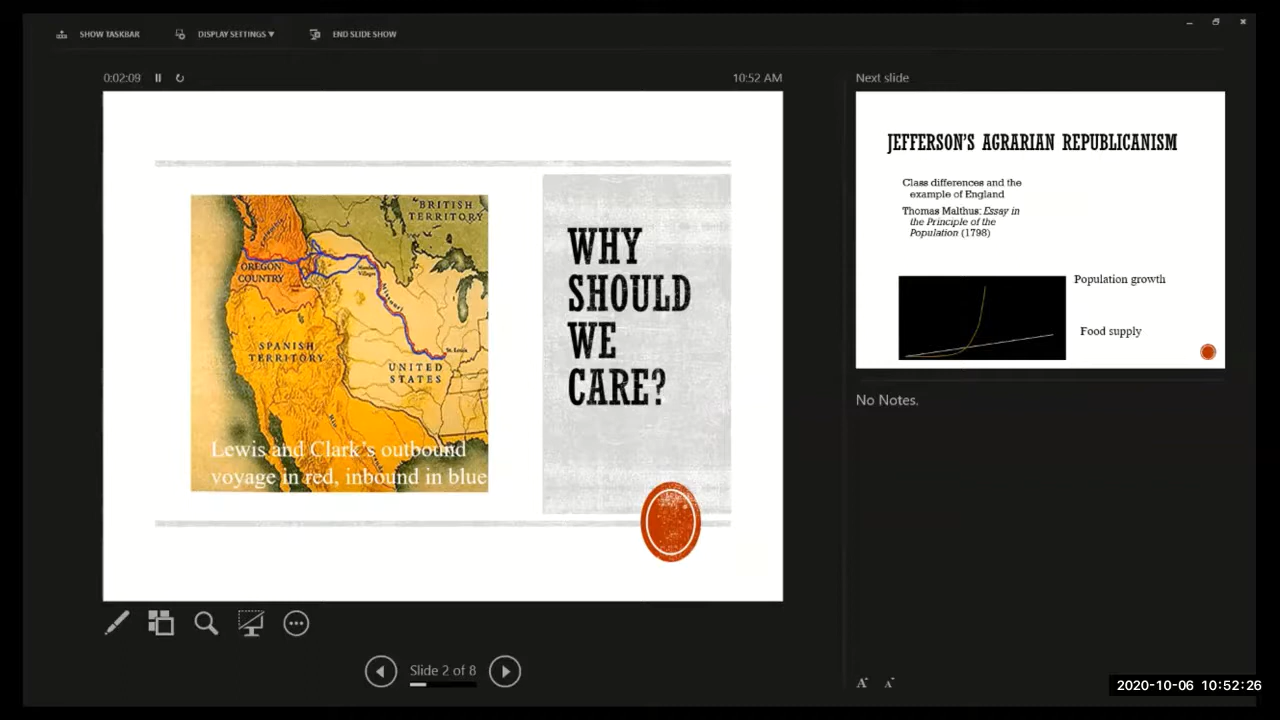 SHOW TASKBAR
DISPLAY SETTINGS ▼
END SLIDE SHOW
0:02:09
10:52 AM
BRITISH
TERRITORY
OREGON
COUNTRY
Missouri
St. Louis
SPANISH
TERRITORY
UNITED
STATES
Lewis and Clark's outbound
voyage in red, inbound in blue
WHY
SHOULD
WE
CARE?
Next slide
JEFFERSON'S AGRARIAN REPUBLICANISM
Class differences and the
example of England
Thomas Malthus: Essay in
the Principle of the
Population (1798)
Population growth
Food supply
No Notes.
Slide 2 of 8
A A
2020-10-06 10:52:26